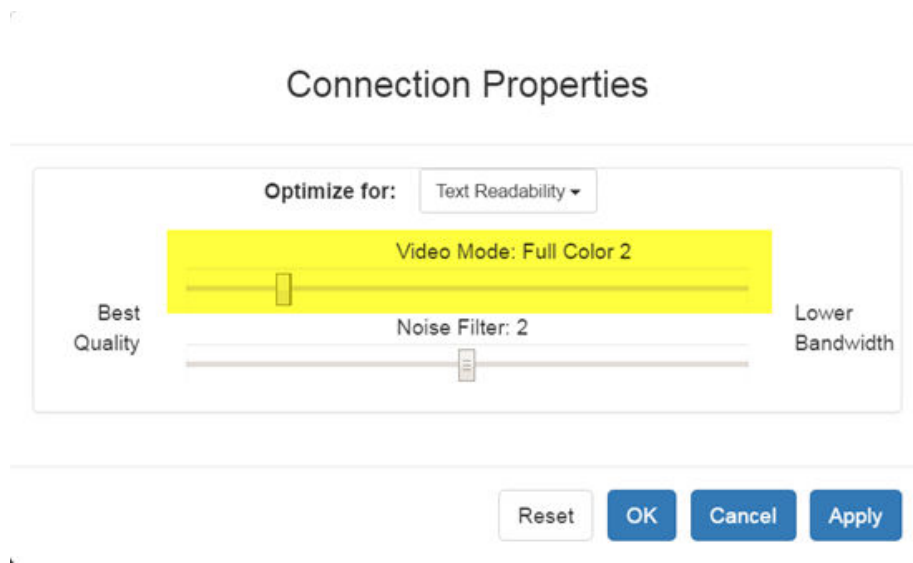 Connection Properties
Optimize for: Text Readability
Video Mode: Full Color 2
Best
Quality
Lower
Bandwidth
Noise Filter: 2
Reset OK Cancel Apply